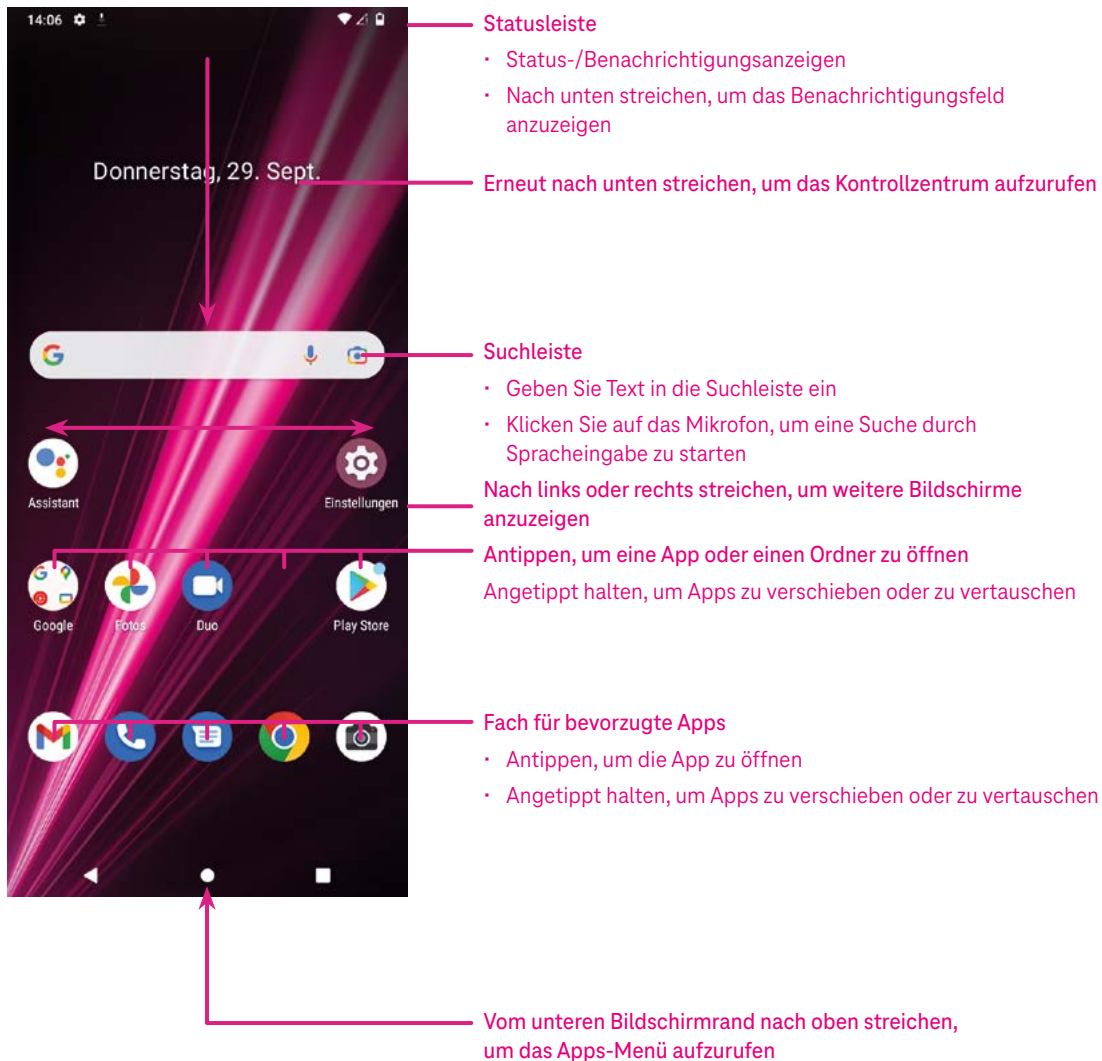 14:06
Statusleiste
· Status-/Benachrichtigungsanzeigen
· Nach unten streichen, um das Benachrichtigungsfeld
anzuzeigen
Donnerstag, 29. Sept.
Erneut nach unten streichen, um das Kontrollzentrum aufzurufen
G
Suchleiste
· Geben Sie Text in die Suchleiste ein
· Klicken Sie auf das Mikrofon, um eine Suche durch
Spracheingabe zu starten
Assistant
Einstellungen
Nach links oder rechts streichen, um weitere Bildschirme
anzuzeigen
Antippen, um eine App oder einen Ordner zu öffnen
Angetippt halten, um Apps zu verschieben oder zu vertauschen
Google
Fotos
Duo
Play Store
Fach für bevorzugte Apps
· Antippen, um die App zu öffnen
· Angetippt halten, um Apps zu verschieben oder zu vertauschen
Vom unteren Bildschirmrand nach oben streichen,
um das Apps-Menü aufzurufen